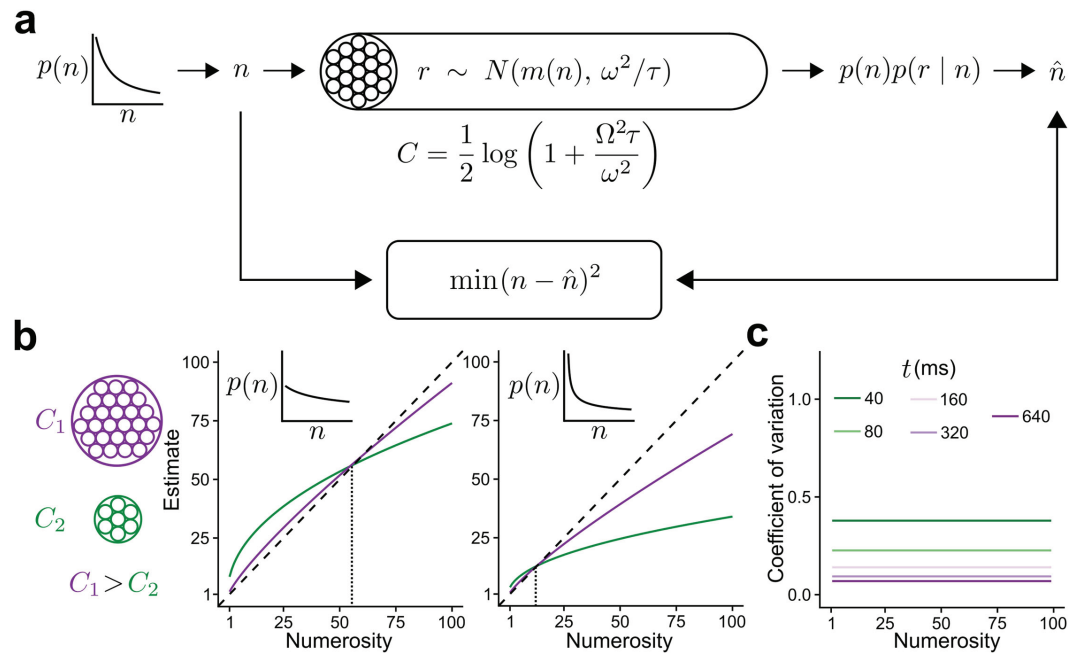 a
p(n)
n
n
r ∼ N(m(n), ω²/τ)
p(n)p(r | n)
n̂
C = 1/2 log (1 + Ω²τ/ω²)
min(n − n̂)²
b
C₁
C₂
C₁ > C₂
Estimate
100
75
50
25
1
p(n)
n
1
25
50
75
100
Numerosity
100
75
50
25
1
p(n)
n
1
25
50
75
100
Numerosity
c
Coefficient of variation
1.0
0.5
0.0
t(ms)
40
160
640
80
320
1
25
50
75
100
Numerosity